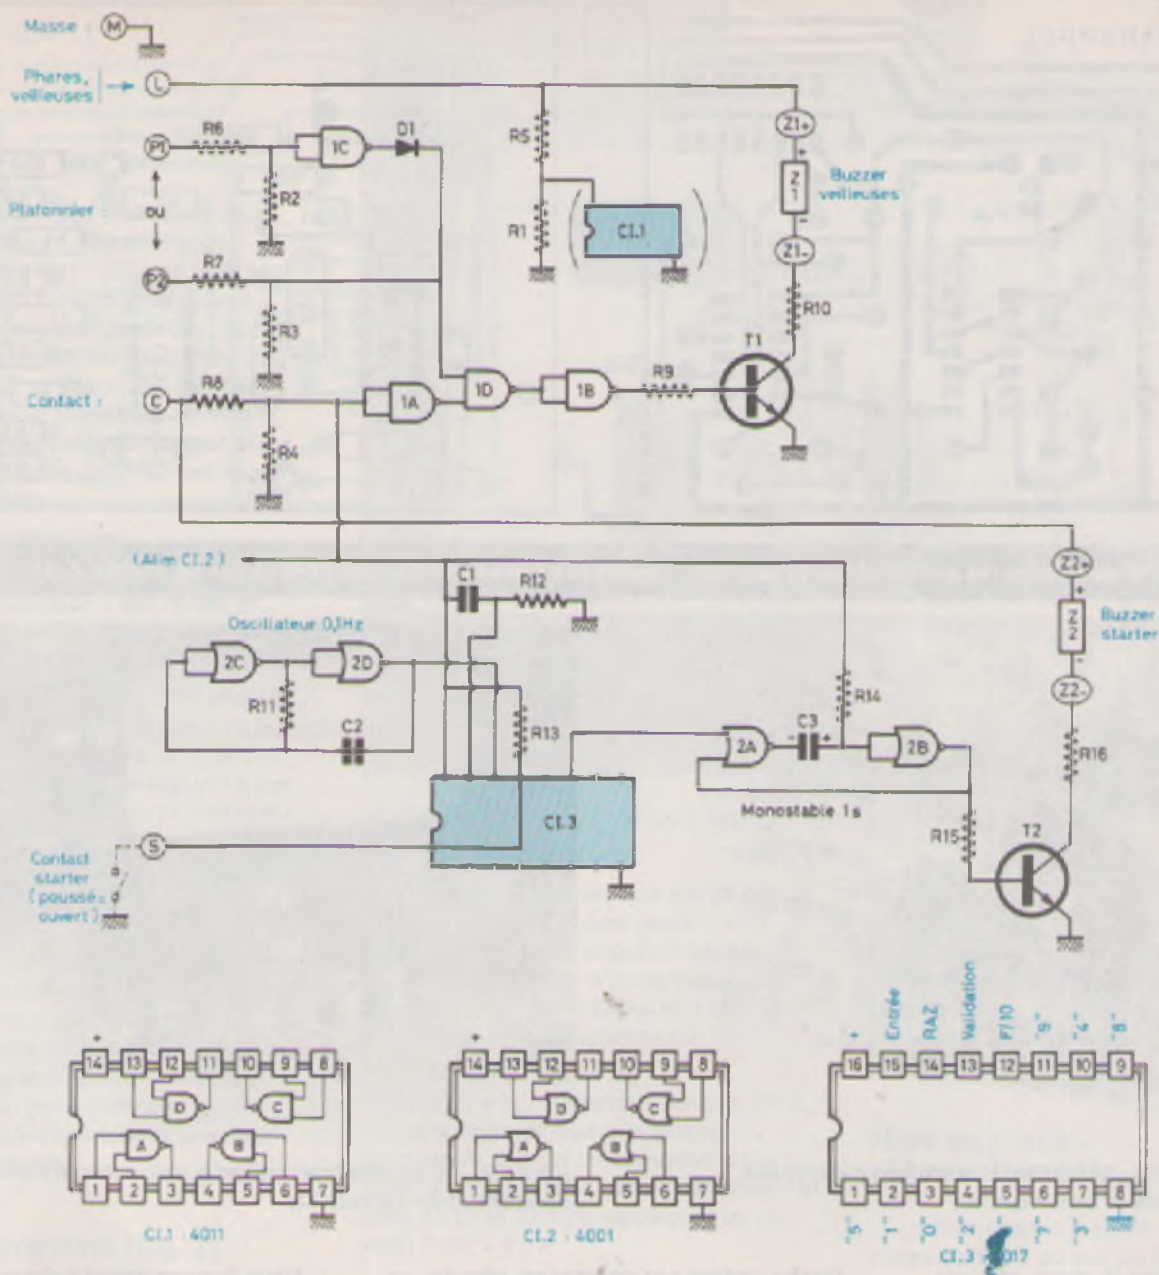 Masse :
M
Phares,
veilleuses
L
P1
R6
1C
D1
R2
Plafonnier :
ou
P2
R7
R3
R5
R1
CI.1
Z1+
+
Z
1
-
Z1-
Buzzer
veilleuses
R10
T1
Contact :
C
R8
R4
1A
1D
1B
R9
(Alim CI.2)
C1
R12
Z2+
+
Z
2
-
Z2-
Buzzer
starter
Oscillateur 0,1Hz
2C
2D
R11
C2
R13
R14
2A
- C3 +
2B
R16
Monostable 1s
CI.3
R15
T2
Contact
starter
(poussé=
ouvert)
S
+
14 13 12 11 10 9 8
D
C
A
B
1 2 3 4 5 6 7
CI.1 : 4011
+
14 13 12 11 10 9 8
D
C
A
B
1 2 3 4 5 6 7
CI.2 : 4001
+
Entrée
RAZ
Validation
F/10
"9"
"4"
"8"
16 15 14 13 12 11 10 9
1 2 3 4 5 6 7 8
"5"
"1"
"0"
"2"
"7"
"3"
CI.3 : 017